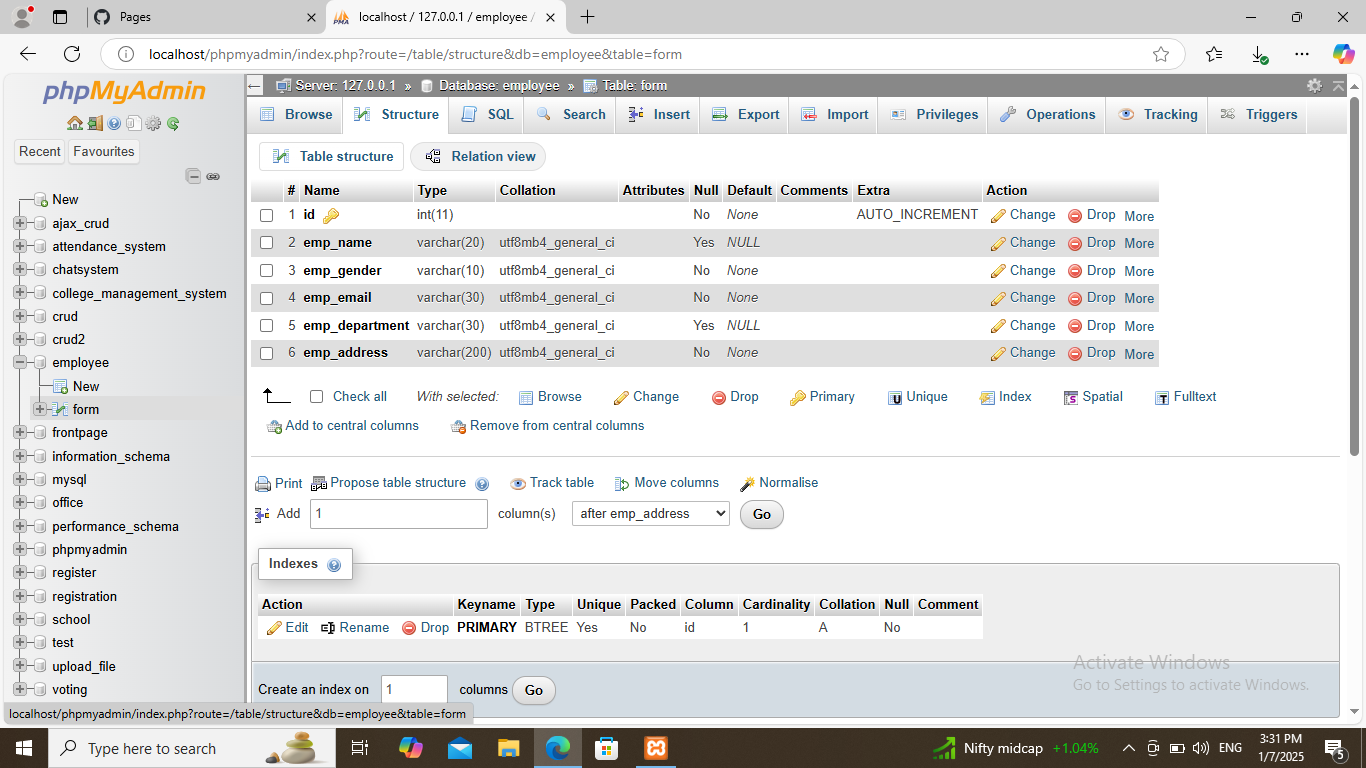 Pages
localhost / 127.0.0.1 / employee /
localhost/phpmyadmin/index.php?route=/table/structure&db=employee&table=form
phpMyAdmin
Recent Favourites
New
ajax_crud
attendance_system
chatsystem
college_management_system
crud
crud2
employee
New
form
frontpage
information_schema
mysql
office
performance_schema
phpmyadmin
register
registration
school
test
upload_file
voting
Server: 127.0.0.1 » Database: employee » Table: form
Browse Structure SQL Search Insert Export Import Privileges Operations Tracking Triggers
Table structure Relation view
# Name Type Collation Attributes Null Default Comments Extra Action
1 id int(11) No None AUTO_INCREMENT Change Drop More
2 emp_name varchar(20) utf8mb4_general_ci Yes NULL Change Drop More
3 emp_gender varchar(10) utf8mb4_general_ci No None Change Drop More
4 emp_email varchar(30) utf8mb4_general_ci No None Change Drop More
5 emp_department varchar(30) utf8mb4_general_ci Yes NULL Change Drop More
6 emp_address varchar(200) utf8mb4_general_ci No None Change Drop More
Check all With selected: Browse Change Drop Primary Unique Index Spatial Fulltext
Add to central columns Remove from central columns
Print Propose table structure Track table Move columns Normalise
Add 1 column(s) after emp_address Go
Indexes
Action Keyname Type Unique Packed Column Cardinality Collation Null Comment
Edit Rename Drop PRIMARY BTREE Yes No id 1 A No
Create an index on 1 columns Go
Activate Windows
Go to Settings to activate Windows.
localhost/phpmyadmin/index.php?route=/table/structure&db=employee&table=form
Type here to search
Nifty midcap +1.04%
ENG
3:31 PM
1/7/2025
5